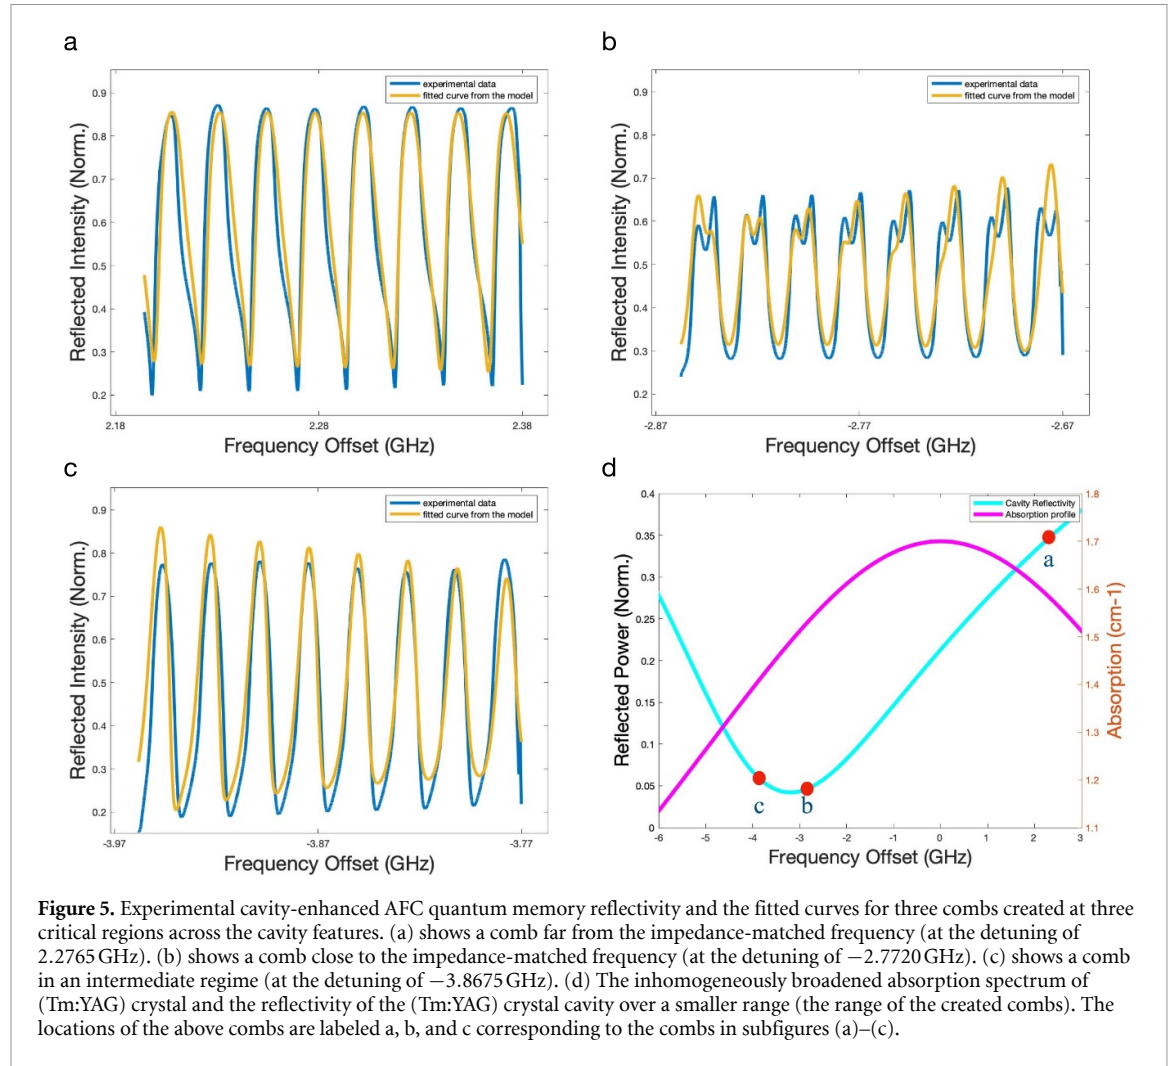 a
experimental data
fitted curve from the model
0.9
0.8
0.7
0.6
0.5
0.4
0.3
0.2
Reflected Intensity (Norm.)
2.18
2.28
2.38
Frequency Offset (GHz)
b
experimental data
fitted curve from the model
0.9
0.8
0.7
0.6
0.5
0.4
0.3
0.2
Reflected Intensity (Norm.)
-2.87
-2.77
-2.67
Frequency Offset (GHz)
c
experimental data
fitted curve from the model
0.9
0.8
0.7
0.6
0.5
0.4
0.3
0.2
Reflected Intensity (Norm.)
-3.97
-3.87
-3.77
Frequency Offset (GHz)
d
Cavity Reflectivity
Absorption profile
0.4
0.35
0.3
0.25
0.2
0.15
0.1
0.05
0
Reflected Power (Norm.)
a
c
b
1.8
1.7
1.6
1.5
1.4
1.3
1.2
1.1
Absorption (cm-1)
-6
-5
-4
-3
-2
-1
0
1
2
3
Frequency Offset (GHz)
Figure 5. Experimental cavity-enhanced AFC quantum memory reflectivity and the fitted curves for three combs created at three
critical regions across the cavity features. (a) shows a comb far from the impedance-matched frequency (at the detuning of
2.2765 GHz). (b) shows a comb close to the impedance-matched frequency (at the detuning of −2.7720 GHz). (c) shows a comb
in an intermediate regime (at the detuning of −3.8675 GHz). (d) The inhomogeneously broadened absorption spectrum of
(Tm:YAG) crystal and the reflectivity of the (Tm:YAG) crystal cavity over a smaller range (the range of the created combs). The
locations of the above combs are labeled a, b, and c corresponding to the combs in subfigures (a)–(c).